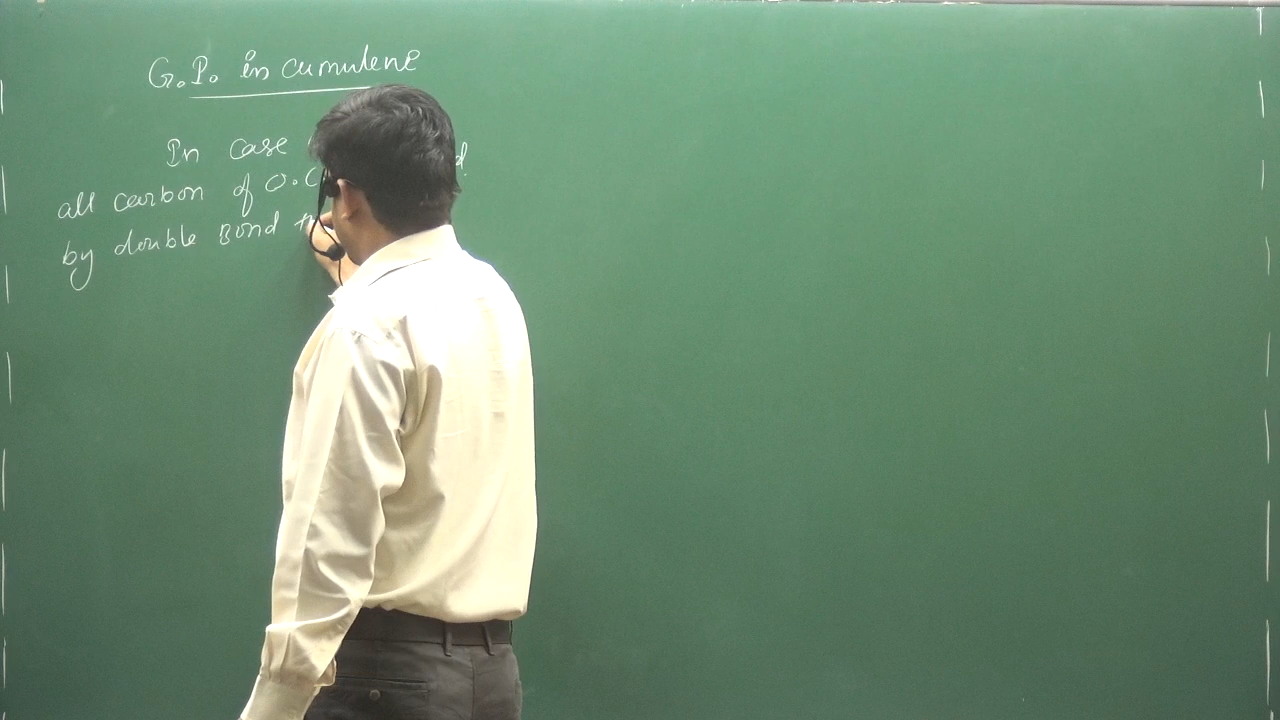 G.I. in cumulene
In case
all carbon of O.C
by double Bond